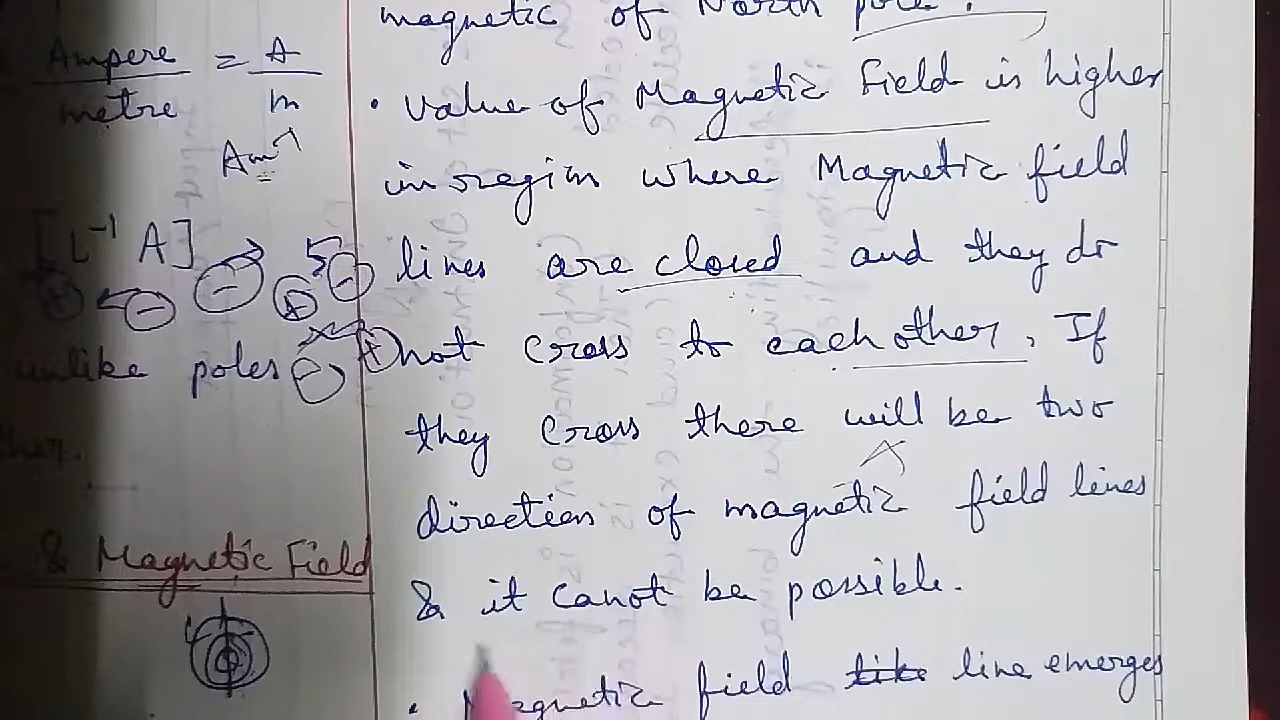 Ampere = A
metre m
Am⁻¹
[L⁻¹ A]
unlike poles
& Magnetic Field
magnetic of North pole.
• Value of Magnetic Field is higher
in region where Magnetic field
lines are closed and they do
not cross to each other. If
they cross there will be two
direction of magnetic field lines
& it canot be possible.
• Magnetic field like line emerges